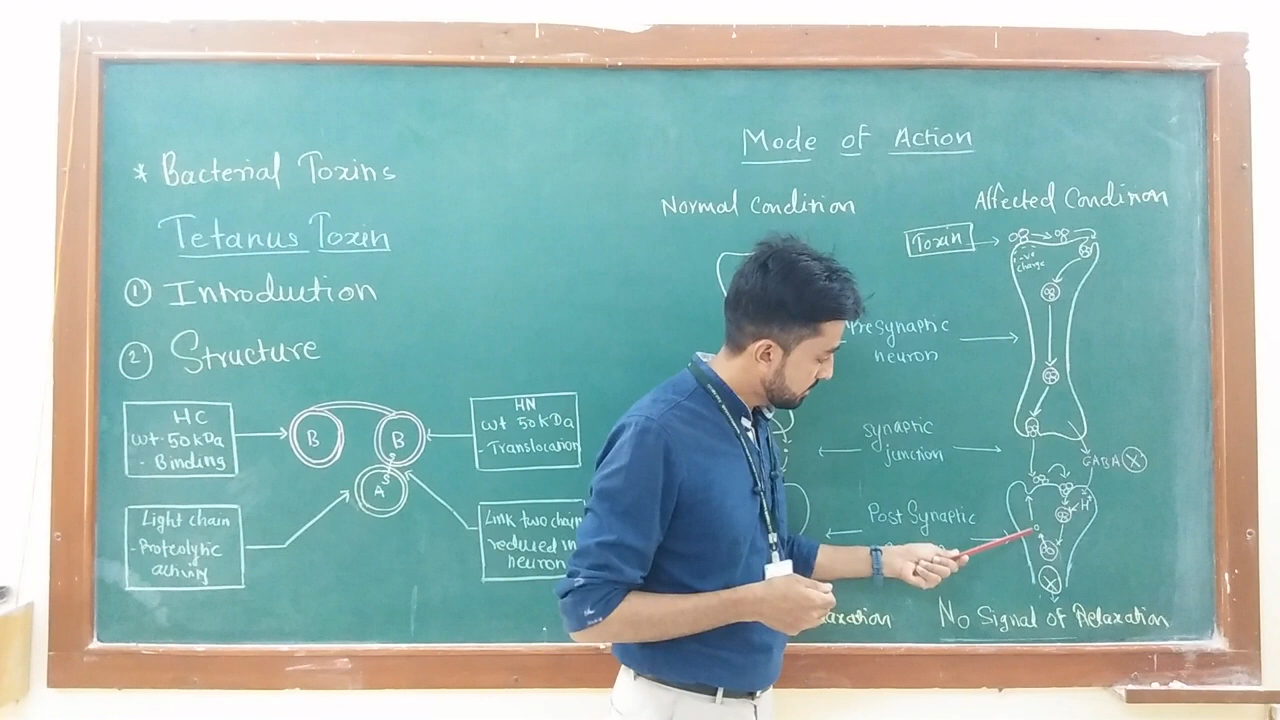 * Bacterial Toxins
Tetanus Toxin
① Introduction
② Structure
HC
wt. 50kDa
- Binding
B
B
S
S
A
HN
wt 50kDa
- Translocation
Light chain
- Proteolytic
activity
Link two chain
reduced in
neuron
Mode of Action
Normal Condition
Affected Condition
Toxin
-ve
charge
Presynaptic
neuron
synaptic
junction
GABA X
Post Synaptic
H+
X
No Signal of Relaxation